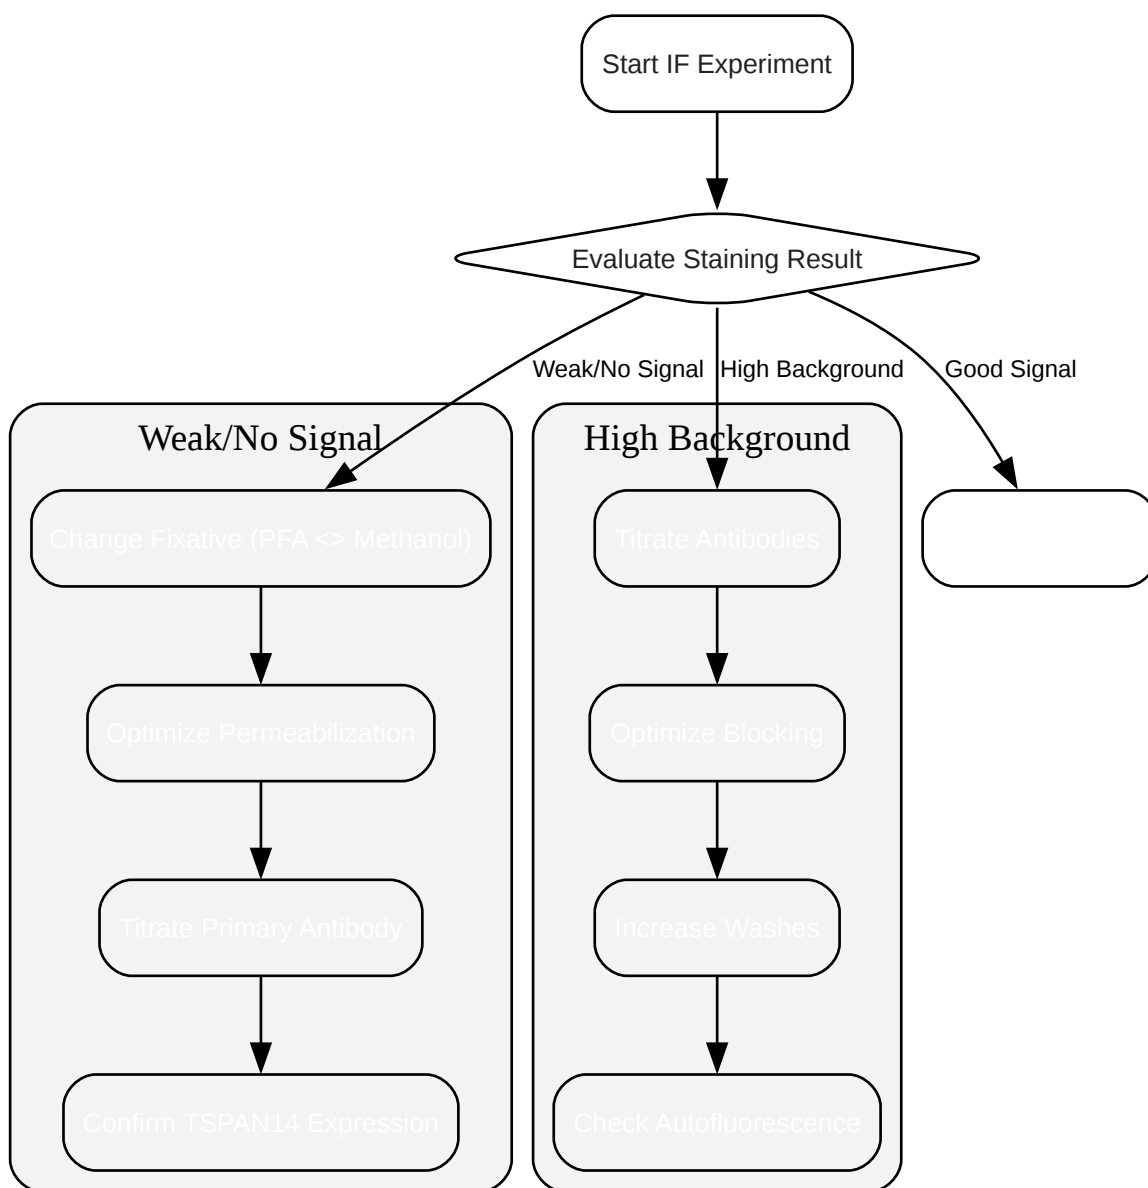 Start IF Experiment
Evaluate Staining Result
Weak/No Signal
High Background
Good Signal
Weak/No Signal
Change Fixative (PFA <> Methanol)
Optimize Permeabilization
Titrate Primary Antibody
Confirm TSPAN14 Expression
High Background
Titrate Antibodies
Optimize Blocking
Increase Washes
Check Autofluorescence